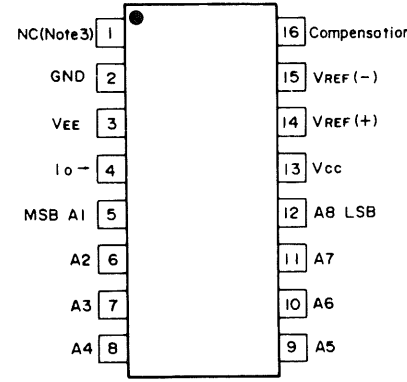 NC(Note3) 1 16 Compensation
GND 2 15 VREF (-)
VEE 3 14 VREF (+)
Io→ 4 13 Vcc
MSB A1 5 12 A8 LSB
A2 6 11 A7
A3 7 10 A6
A4 8 9 A5